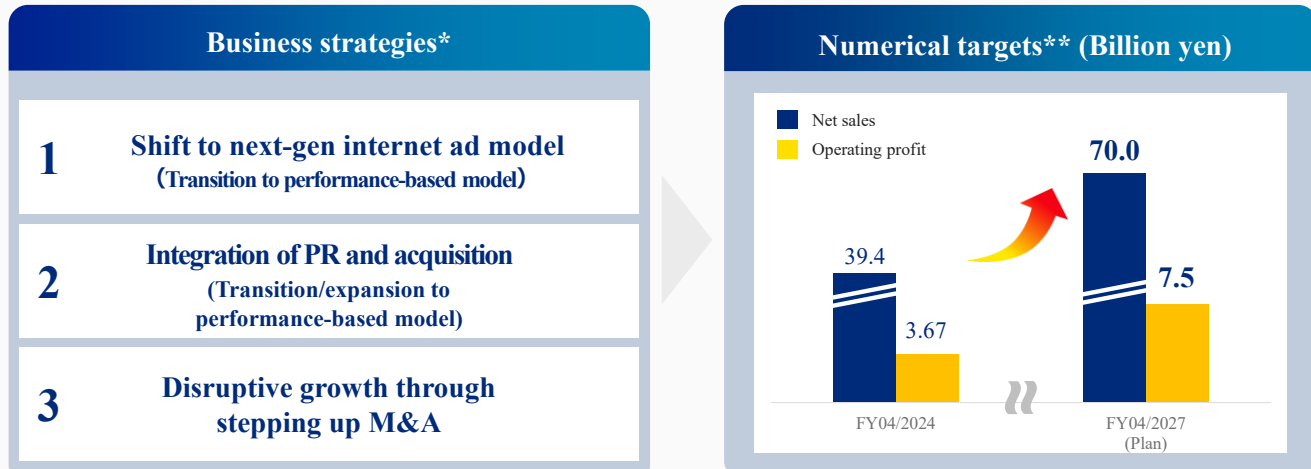 Business strategies*
1
Shift to next-gen internet ad model
(Transition to performance-based model)
2
Integration of PR and acquisition
(Transition/expansion to
performance-based model)
3
Disruptive growth through
stepping up M&A
Numerical targets** (Billion yen)
Net sales
Operating profit
39.4
3.67
70.0
7.5
FY04/2024
FY04/2027
(Plan)